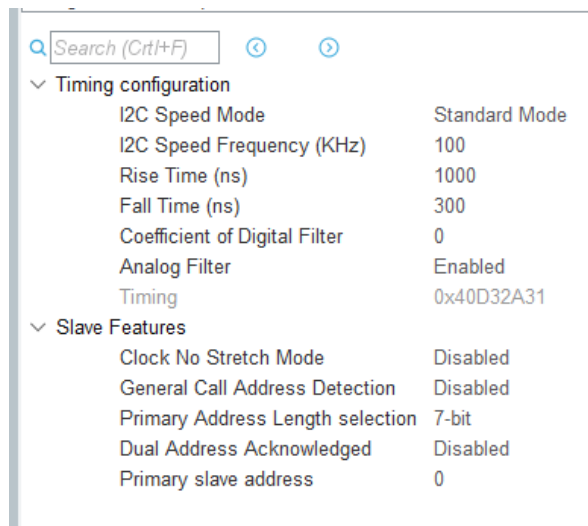 Search (Crtl+F)
Timing configuration
I2C Speed Mode Standard Mode
I2C Speed Frequency (KHz) 100
Rise Time (ns) 1000
Fall Time (ns) 300
Coefficient of Digital Filter 0
Analog Filter Enabled
Timing 0x40D32A31
Slave Features
Clock No Stretch Mode Disabled
General Call Address Detection Disabled
Primary Address Length selection 7-bit
Dual Address Acknowledged Disabled
Primary slave address 0